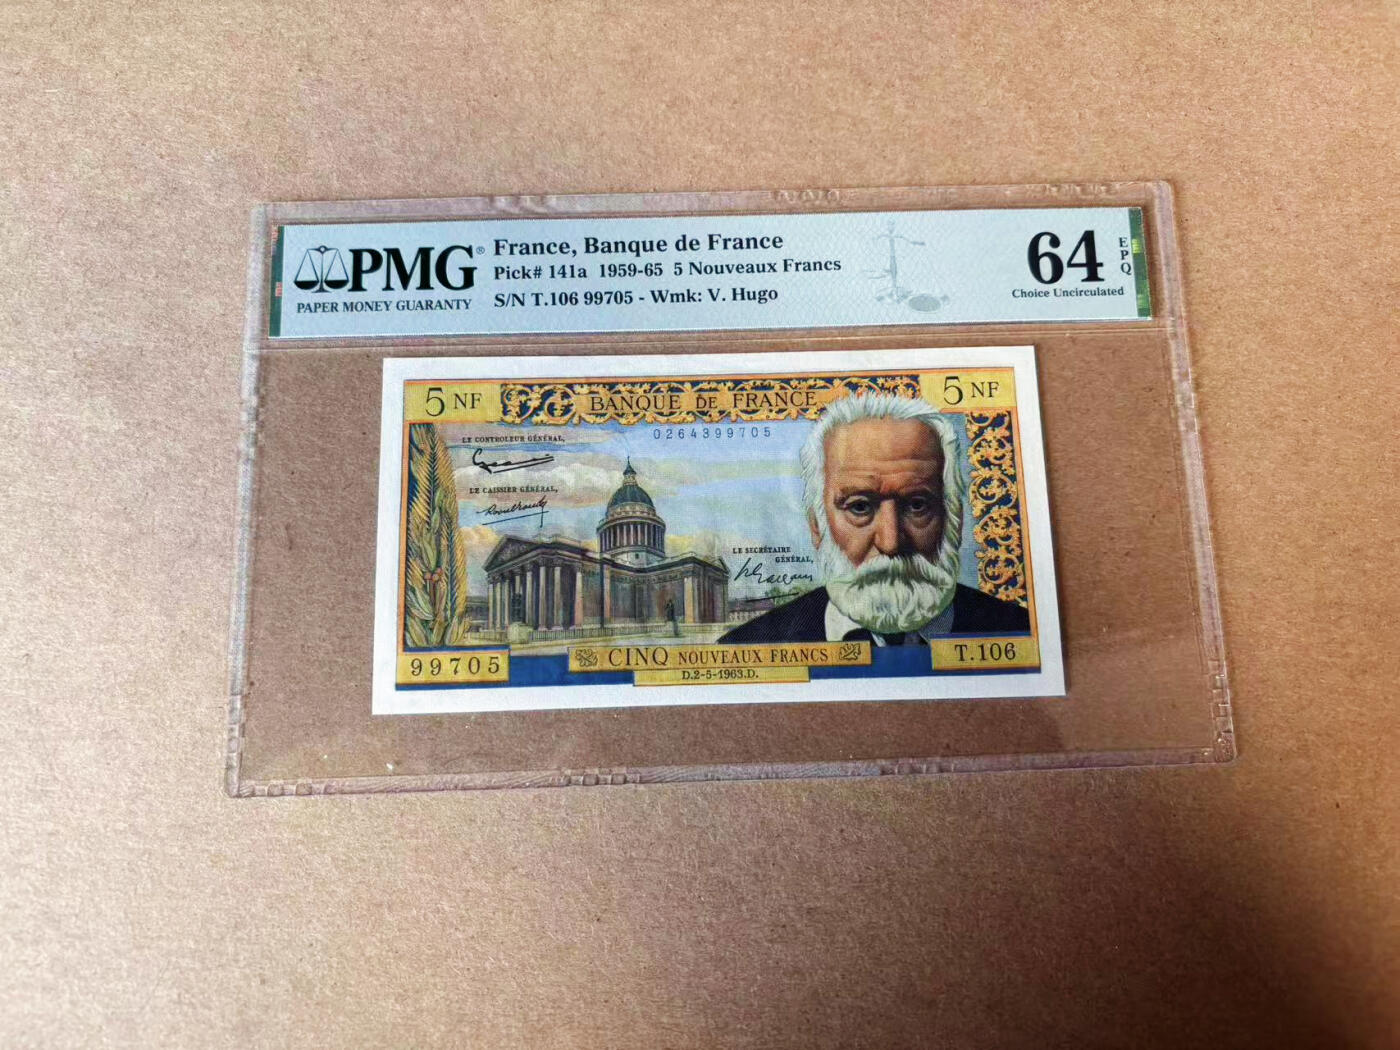 PMG®
PAPER MONEY GUARANTY
France, Banque de France
Pick# 141a 1959-65 5 Nouveaux Francs
S/N T.106 99705 - Wmk: V. Hugo
64
EPQ
Choice Uncirculated
5 NF
BANQUE DE FRANCE
5 NF
0264399705
LE CONTROLEUR GÉNÉRAL,
LE CAISSIER GÉNÉRAL,
LE SECRÉTAIRE
GÉNÉRAL,
99705
CINQ NOUVEAUX FRANCS
T.106
D.2-5-1963.D.